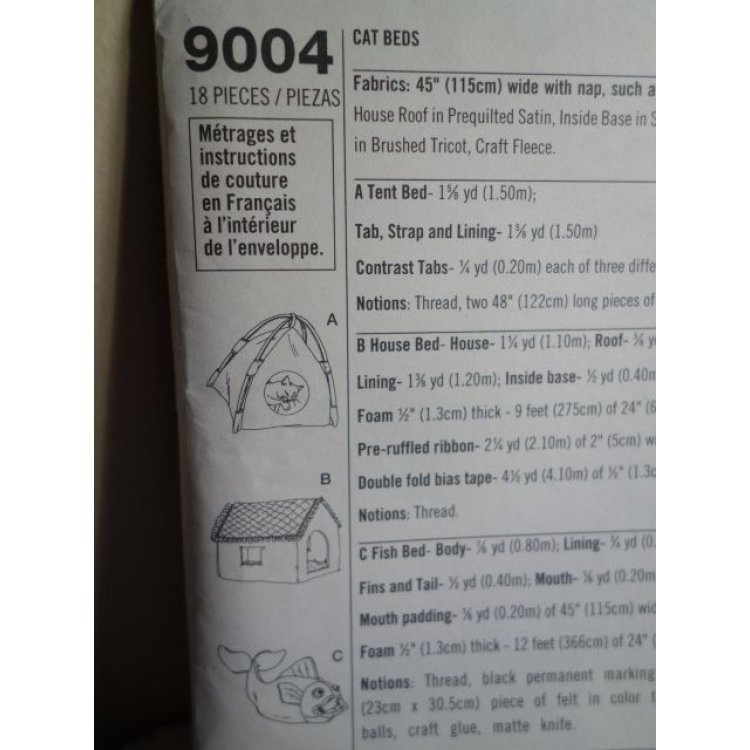 9004
18 PIECES / PIEZAS
Métrages et
instructions
de couture
en Français
à l'intérieur
de l'enveloppe.
A
B
C
CAT BEDS
Fabrics: 45" (115cm) wide with nap, such a
House Roof in Prequilted Satin, Inside Base in S
in Brushed Tricot, Craft Fleece.
A Tent Bed- 1⅝ yd (1.50m);
Tab, Strap and Lining- 1⅝ yd (1.50m)
Contrast Tabs- ¼ yd (0.20m) each of three diffe
Notions: Thread, two 48" (122cm) long pieces of
B House Bed- House- 1¼ yd (1.10m); Roof- y
Lining- 1⅜ yd (1.20m); Inside base- ½ yd (0.40m
Foam ½" (1.3cm) thick - 9 feet (275cm) of 24" (6
Pre-ruffled ribbon- 2¼ yd (2.10m) of 2" (5cm) wi
Double fold bias tape- 4½ yd (4.10m) of ½" (1.3c
Notions: Thread.
C Fish Bed- Body- ⅞ yd (0.80m); Lining- ¾ yd (0.
Fins and Tail- ½ yd (0.40m); Mouth- yd (0.20m
Mouth padding- yd (0.20m) of 45" (115cm) wid
Foam ½" (1.3cm) thick - 12 feet (366cm) of 24" (
Notions: Thread, black permanent marking
(23cm x 30.5cm) piece of felt in color t
balls, craft glue, matte knife.